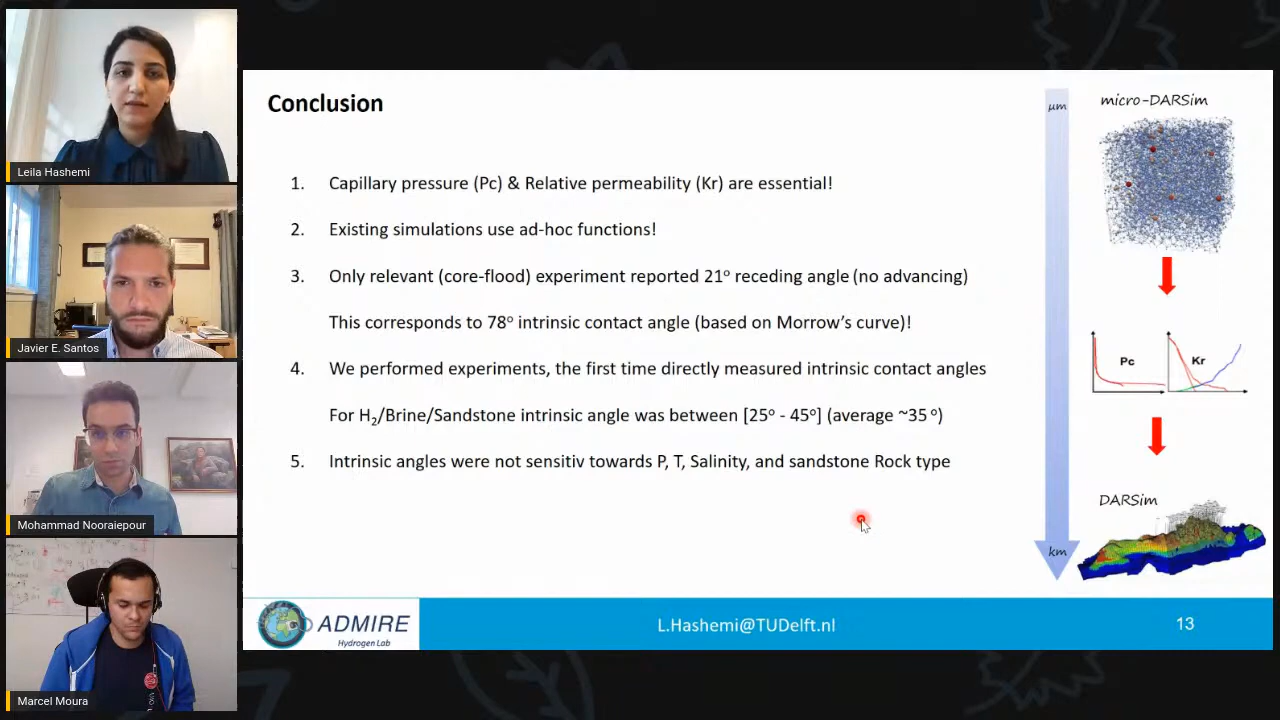 Leila Hashemi
Javier E. Santos
Mohammad Nooraiepour
Marcel Moura
Conclusion
1. Capillary pressure (Pc) & Relative permeability (Kr) are essential!
2. Existing simulations use ad-hoc functions!
3. Only relevant (core-flood) experiment reported 21° receding angle (no advancing)
This corresponds to 78° intrinsic contact angle (based on Morrow's curve)!
4. We performed experiments, the first time directly measured intrinsic contact angles
For H₂/Brine/Sandstone intrinsic angle was between [25° - 45°] (average ~35 °)
5. Intrinsic angles were not sensitiv towards P, T, Salinity, and sandstone Rock type
µm
micro-DARSim
Pc
Kr
DARSim
km
ADMIRE
Hydrogen Lab
L.Hashemi@TUDelft.nl
13